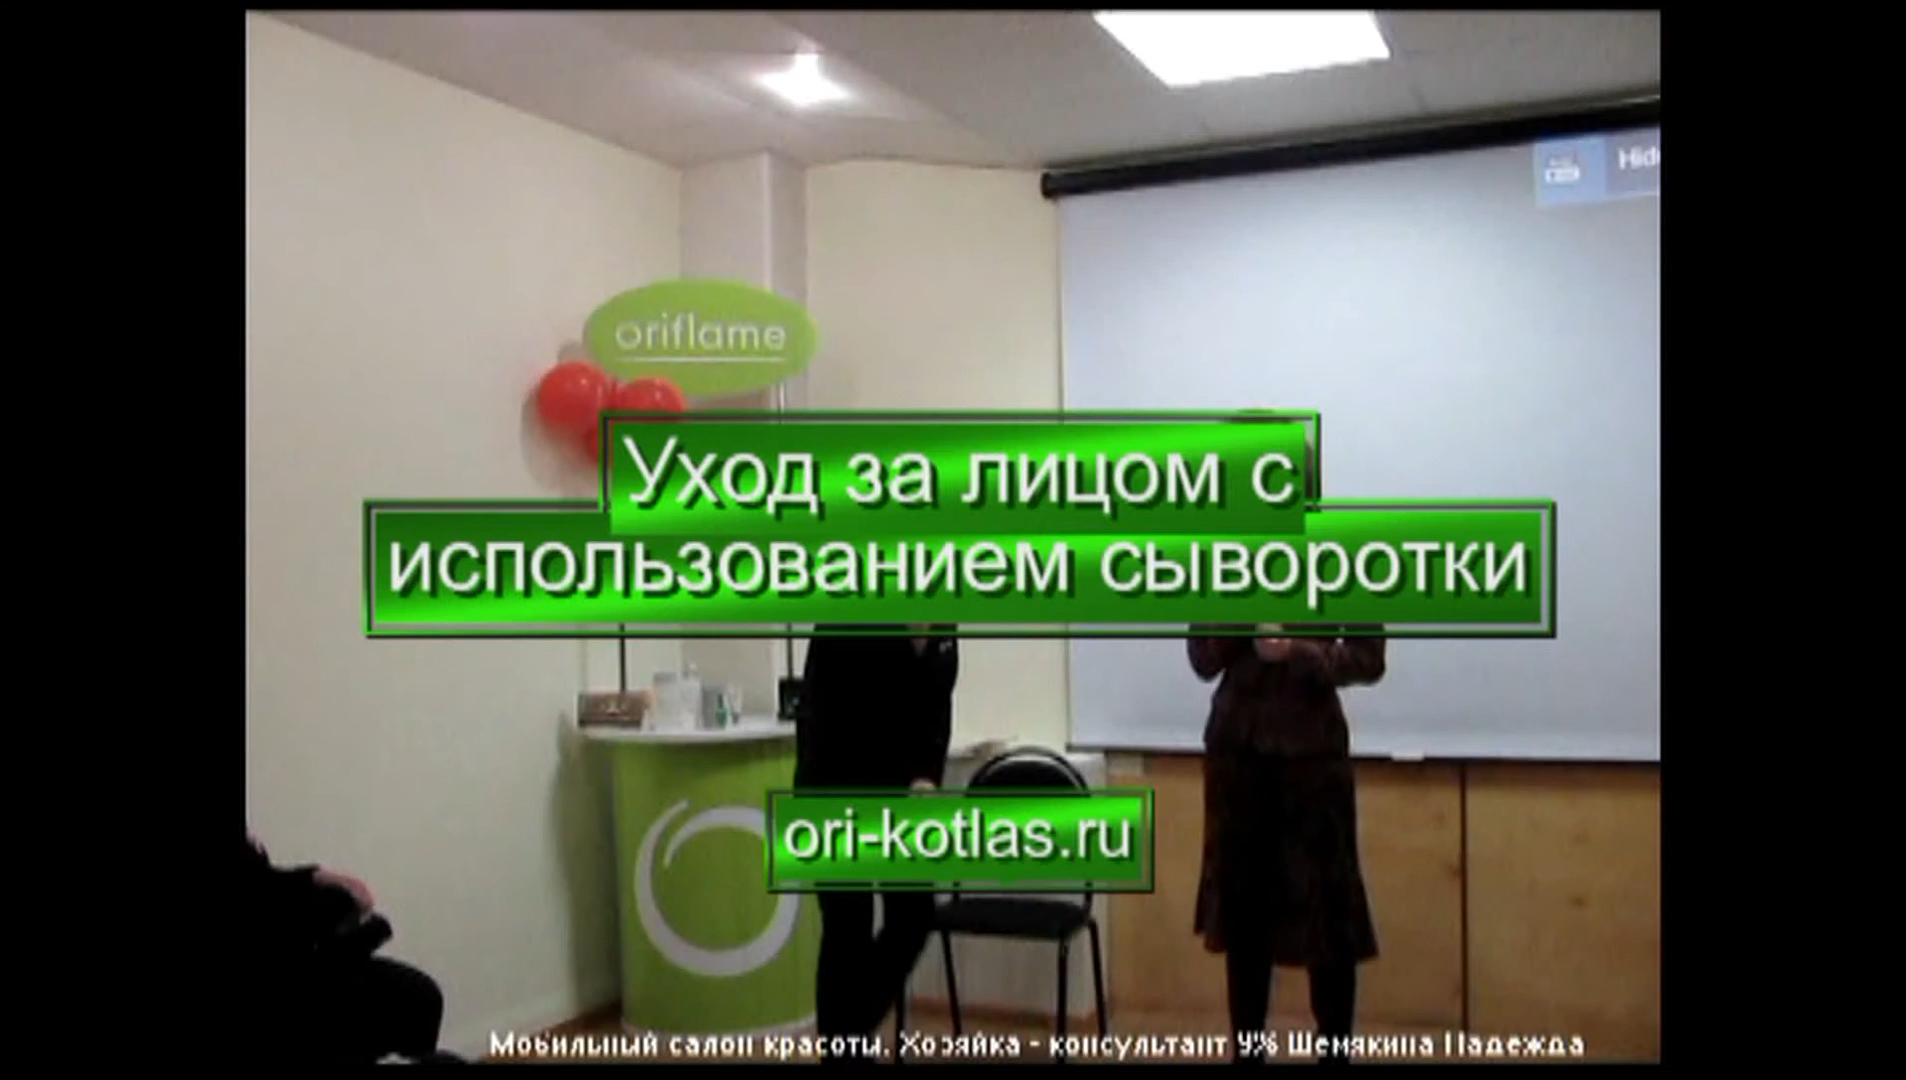 Hid
oriflame
Уход за лицом с
использованием сыворотки
ori-kotlas.ru
Мобильный салон красоты. Хозяйка - консультант 9% Шемякина Надежда